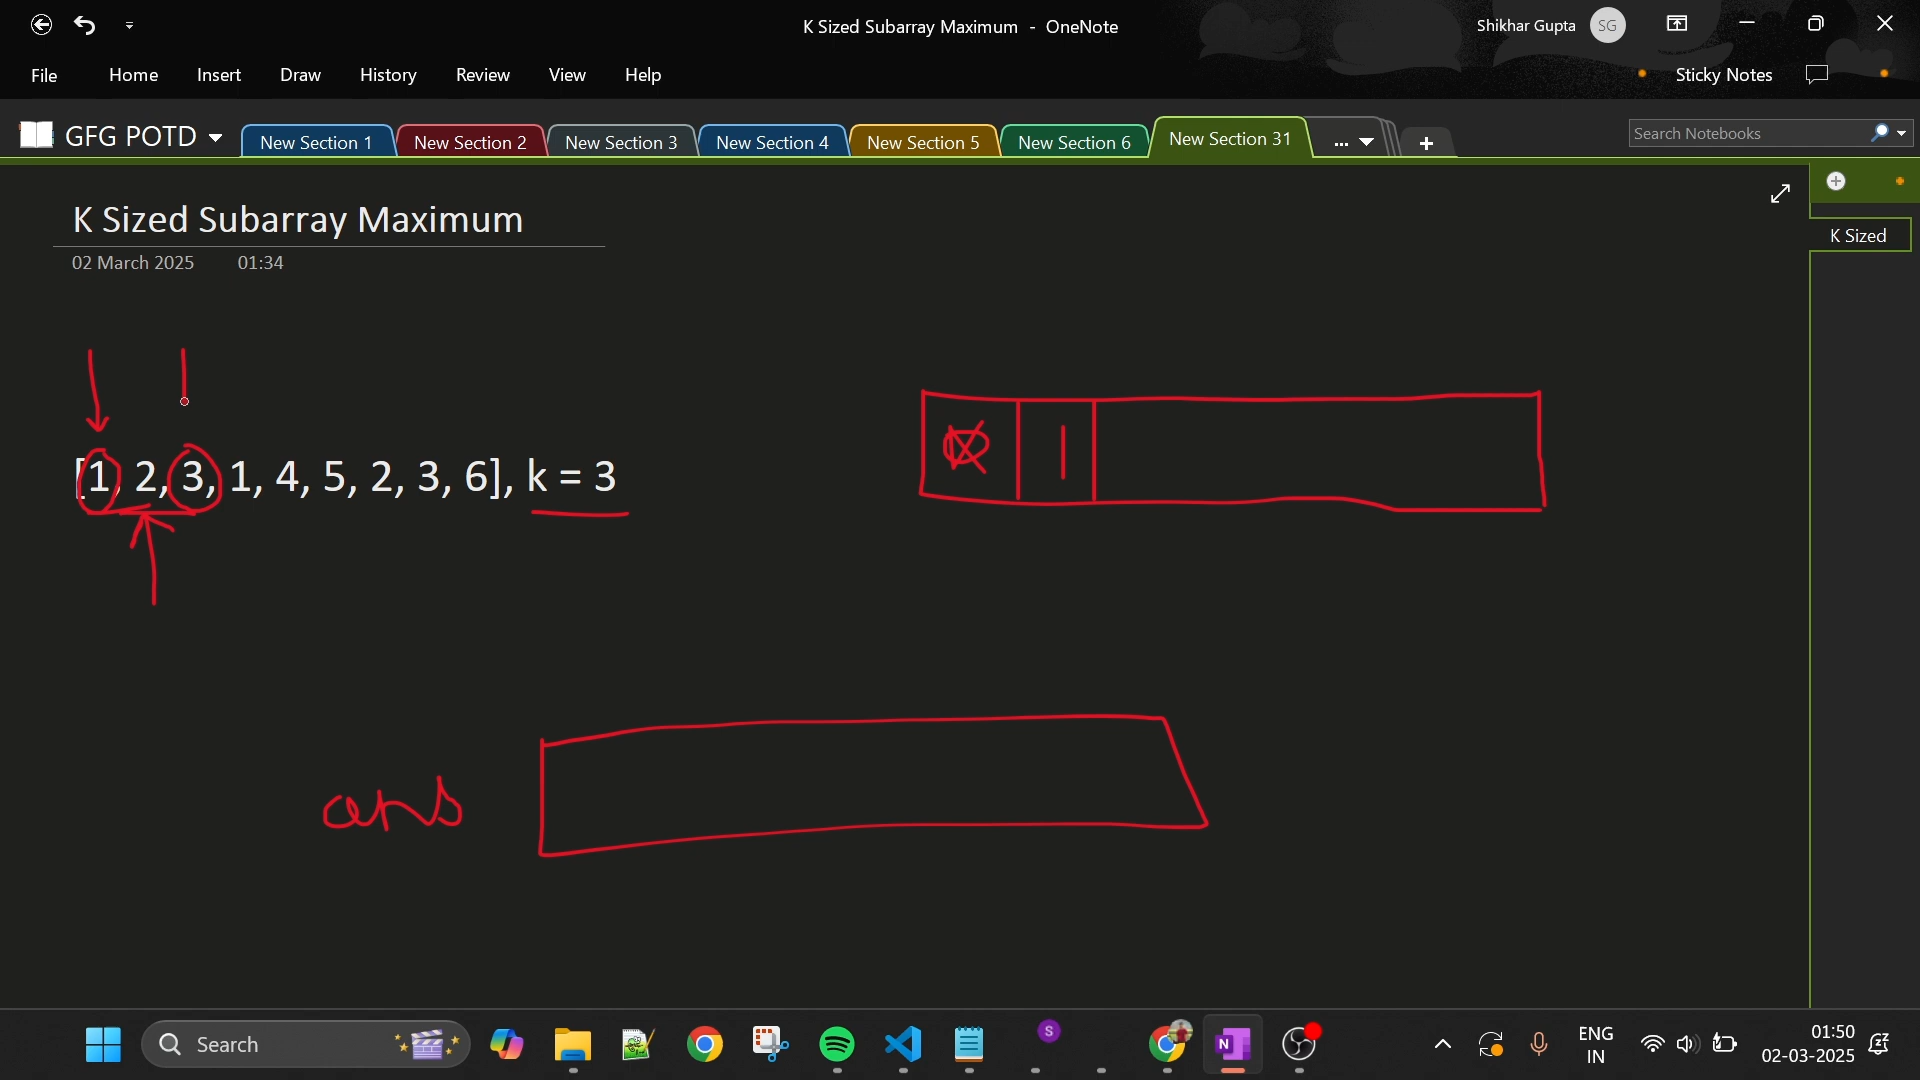 K Sized Subarray Maximum - OneNote
Shikhar Gupta SG
File Home Insert Draw History Review View Help
Sticky Notes
GFG POTD New Section 1 New Section 2 New Section 3 New Section 4 New Section 5 New Section 6 New Section 31 ... +
Search Notebooks
K Sized Subarray Maximum
K Sized
02 March 2025 01:34
[1, 2, 3, 1, 4, 5, 2, 3, 6], k = 3
1
ans
Search
S
N
ENG
IN
01:50
02-03-2025